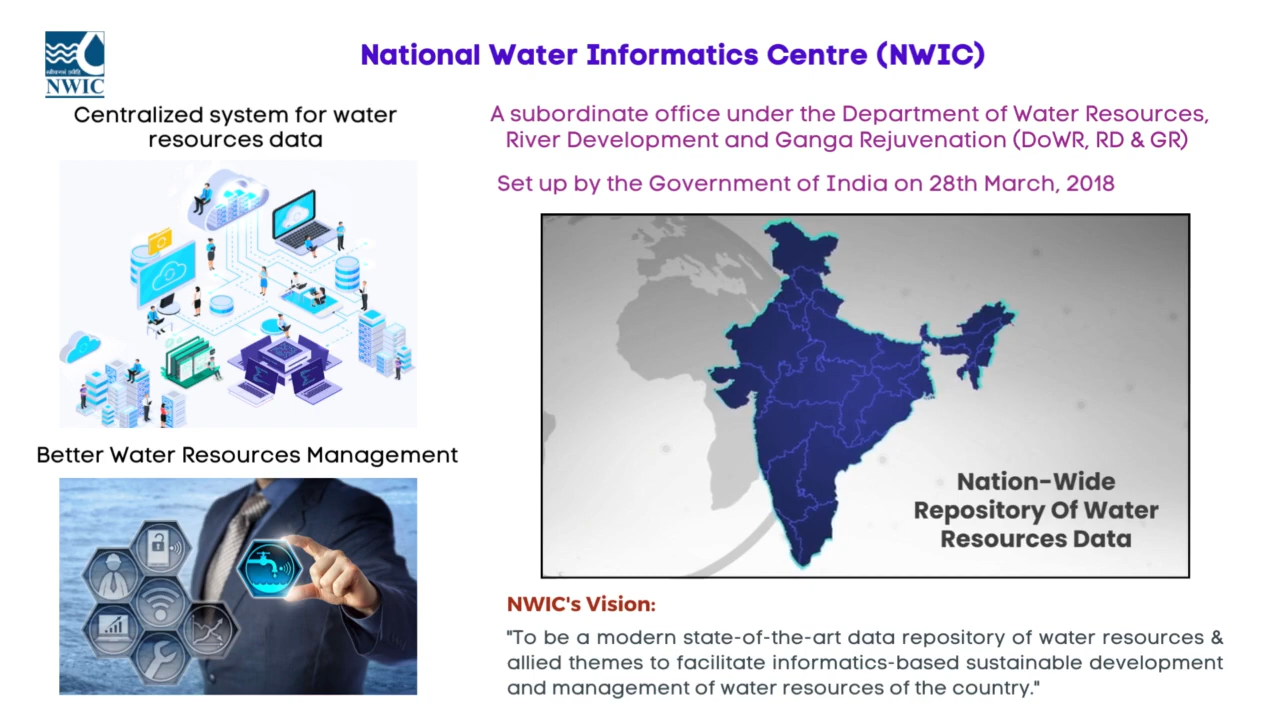 National Water Informatics Centre (NWIC)
NWIC
Centralized system for water
resources data
Better Water Resources Management
A subordinate office under the Department of Water Resources,
River Development and Ganga Rejuvenation (DoWR, RD & GR)
Set up by the Government of India on 28th March, 2018
Nation-Wide
Repository Of Water
Resources Data
NWIC's Vision:
"To be a modern state-of-the-art data repository of water resources &
allied themes to facilitate informatics-based sustainable development
and management of water resources of the country."